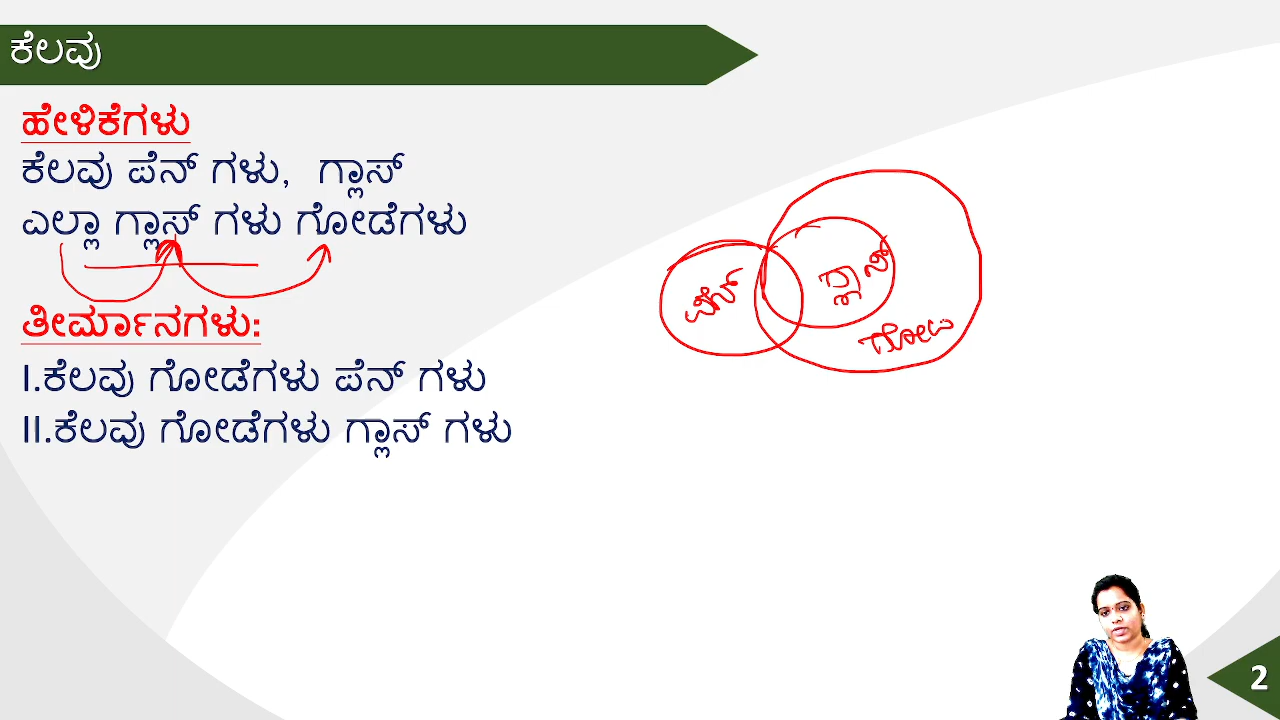 ಕೆಲವು
ಹೇಳಿಕೆಗಳು
ಕೆಲವು ಪೆನ್ ಗಳು, ಗ್ಲಾಸ್
ಎಲ್ಲಾ ಗ್ಲಾಸ್ ಗಳು ಗೋಡೆಗಳು
ತೀರ್ಮಾನಗಳು:
I.ಕೆಲವು ಗೋಡೆಗಳು ಪೆನ್ ಗಳು
II.ಕೆಲವು ಗೋಡೆಗಳು ಗ್ಲಾಸ್ ಗಳು
ಪೆನ್
ಗ್ಲಾಸ್
2